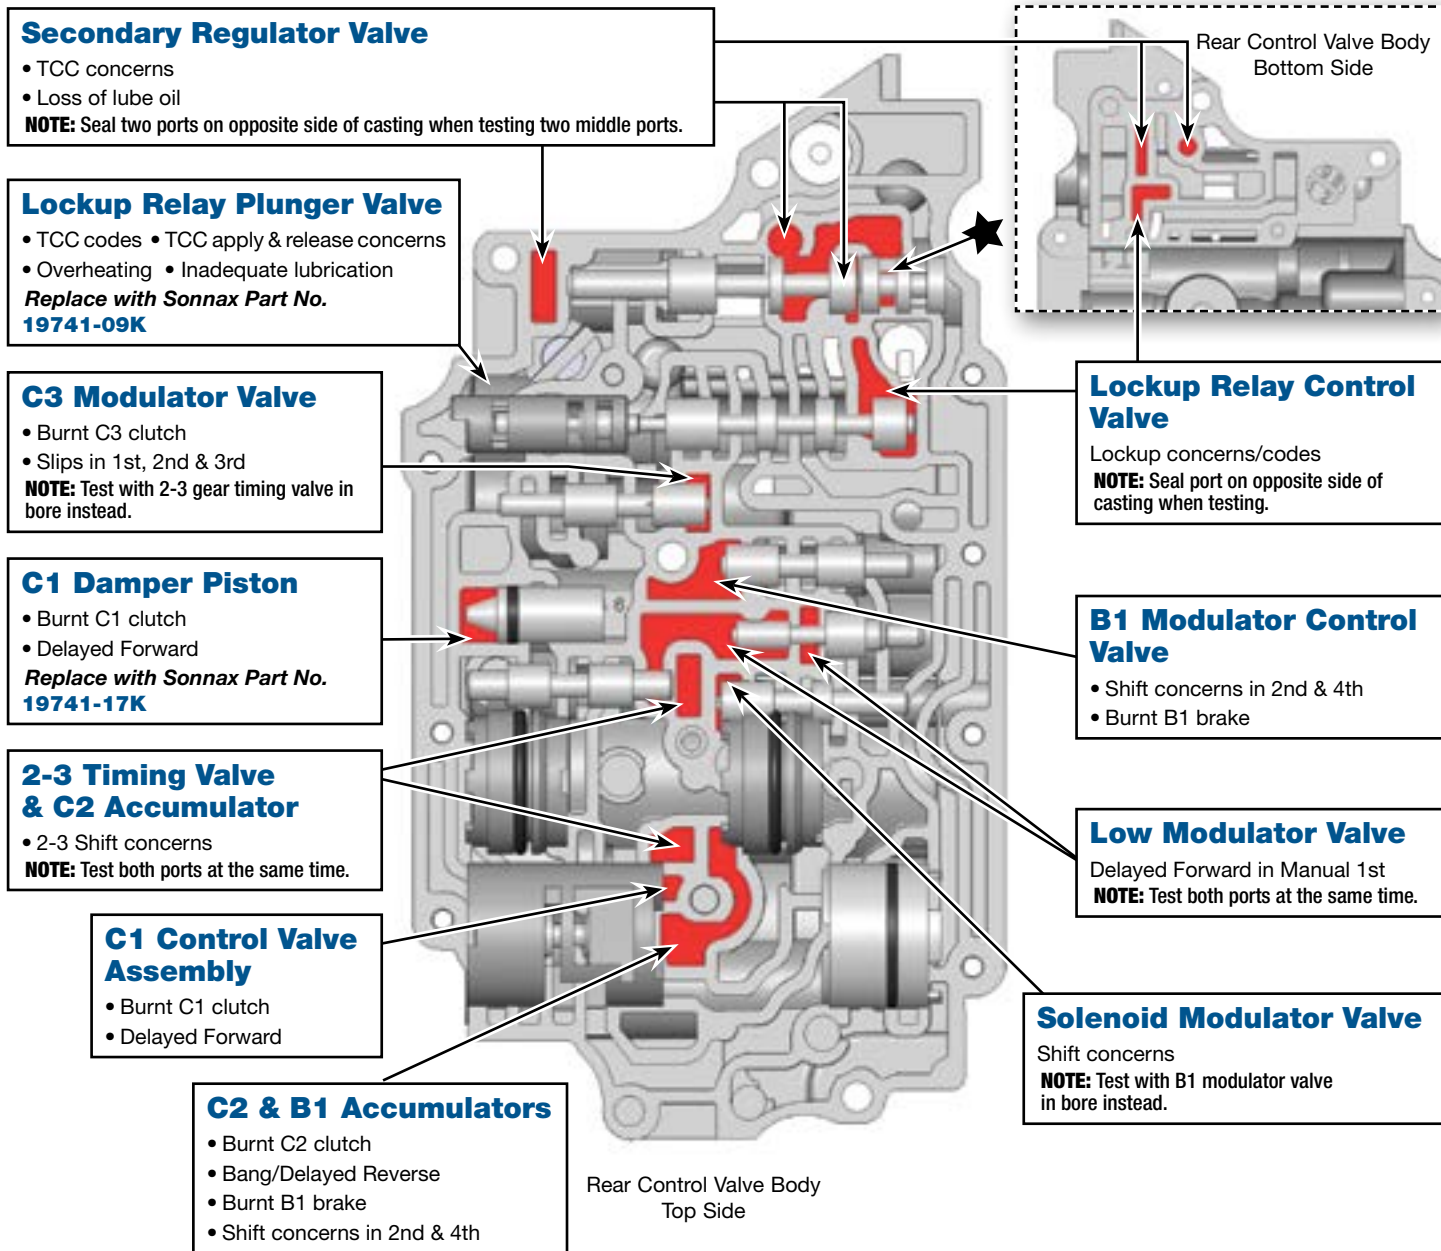 Secondary Regulator Valve
• TCC concerns
• Loss of lube oil
NOTE: Seal two ports on opposite side of casting when testing two middle ports.
Rear Control Valve Body
Bottom Side
Lockup Relay Plunger Valve
• TCC codes • TCC apply & release concerns
• Overheating • Inadequate lubrication
Replace with Sonnax Part No.
19741-09K
C3 Modulator Valve
• Burnt C3 clutch
• Slips in 1st, 2nd & 3rd
NOTE: Test with 2-3 gear timing valve in
bore instead.
Lockup Relay Control
Valve
Lockup concerns/codes
NOTE: Seal port on opposite side of
casting when testing.
C1 Damper Piston
• Burnt C1 clutch
• Delayed Forward
Replace with Sonnax Part No.
19741-17K
B1 Modulator Control
Valve
• Shift concerns in 2nd & 4th
• Burnt B1 brake
2-3 Timing Valve
& C2 Accumulator
• 2-3 Shift concerns
NOTE: Test both ports at the same time.
Low Modulator Valve
Delayed Forward in Manual 1st
NOTE: Test both ports at the same time.
C1 Control Valve
Assembly
• Burnt C1 clutch
• Delayed Forward
Solenoid Modulator Valve
Shift concerns
NOTE: Test with B1 modulator valve
in bore instead.
C2 & B1 Accumulators
• Burnt C2 clutch
• Bang/Delayed Reverse
• Burnt B1 brake
• Shift concerns in 2nd & 4th
Rear Control Valve Body
Top Side